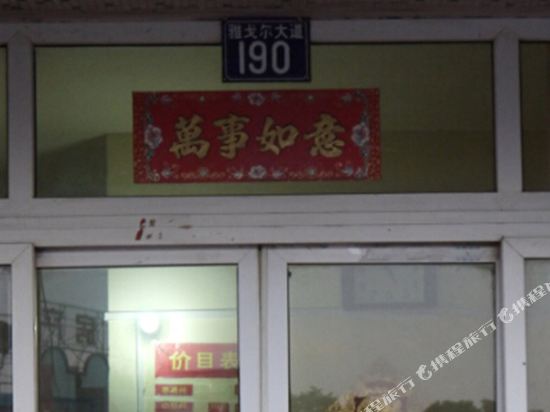 雅戈尔大道
190
萬事如意
价目表
携程旅行
携程旅行